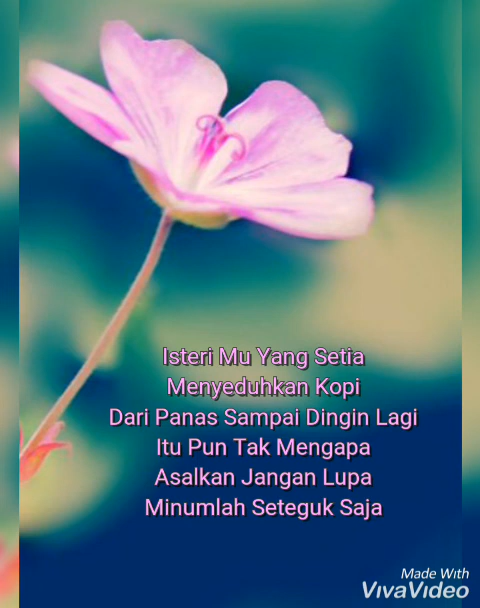 Isteri Mu Yang Setia
Menyeduhkan Kopi
Dari Panas Sampai Dingin Lagi
Itu Pun Tak Mengapa
Asalkan Jangan Lupa
Minumlah Seteguk Saja
Made With
VivaVideo